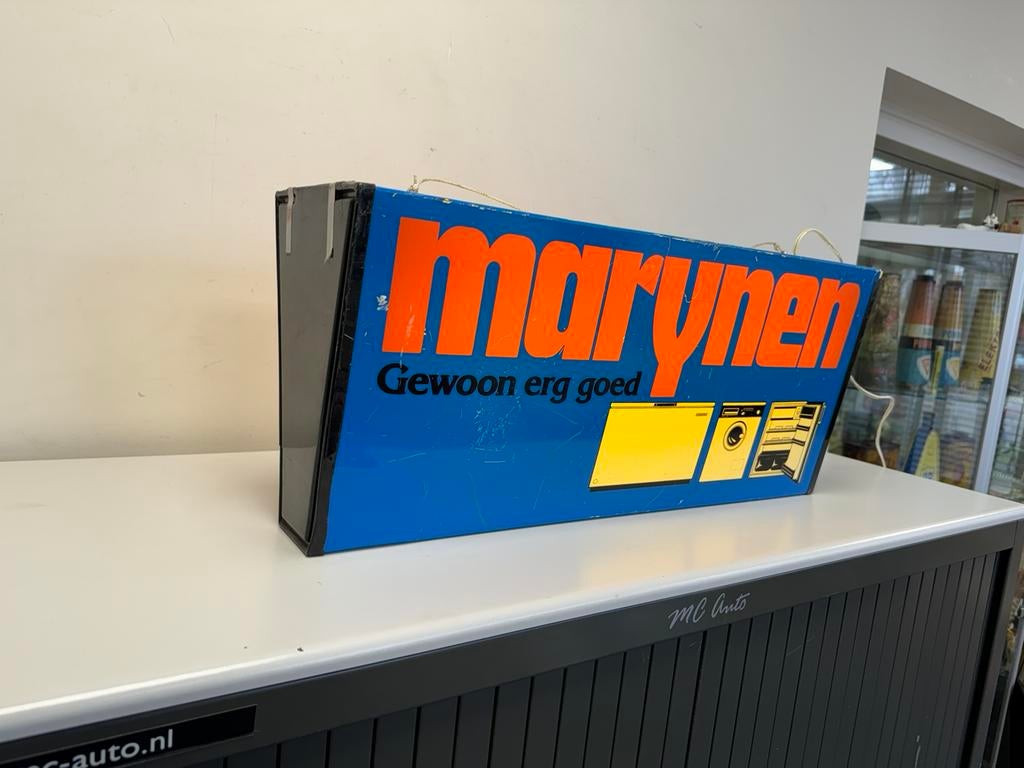 marynen
Gewoon erg goed
MC Auto
c-auto.nl